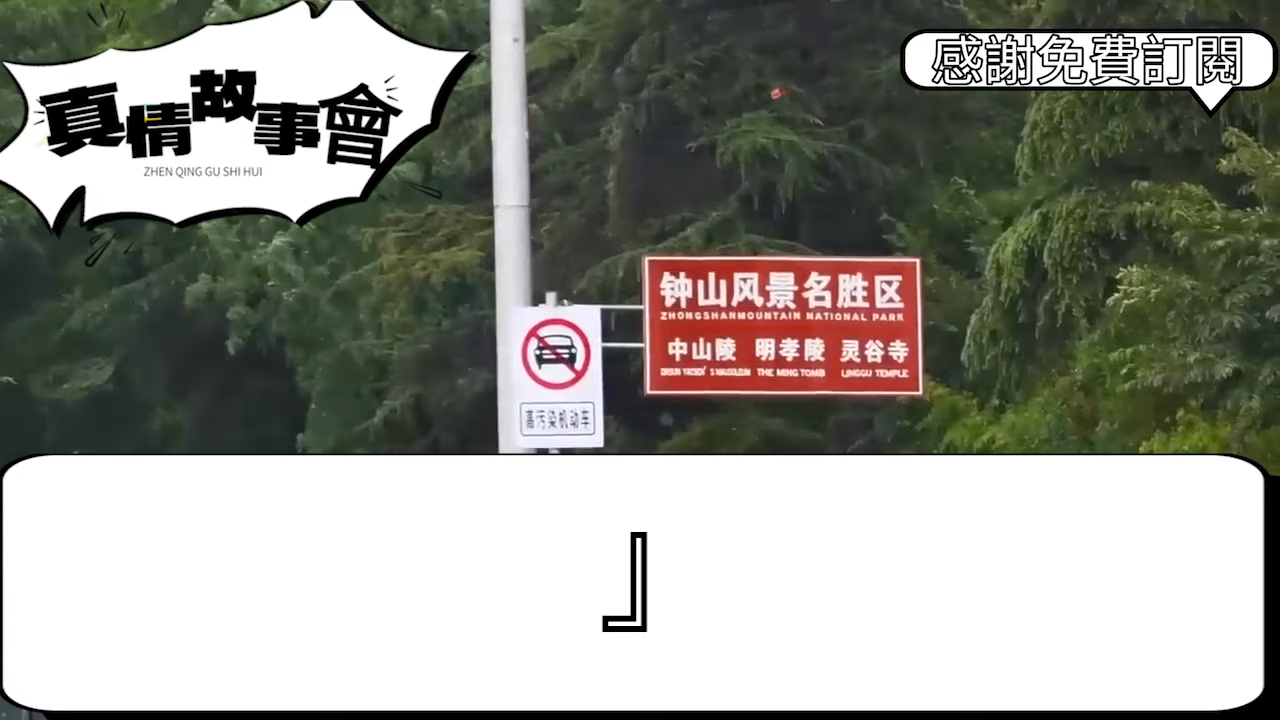 真情故事會
ZHEN QING GU SHI HUI
感謝免費訂閱
钟山风景名胜区
ZHONGSHANMOUNTAIN NATIONAL PARK
中山陵 明孝陵 灵谷寺
THE MING TOMB LINGGU TEMPLE
高污染机动车
』